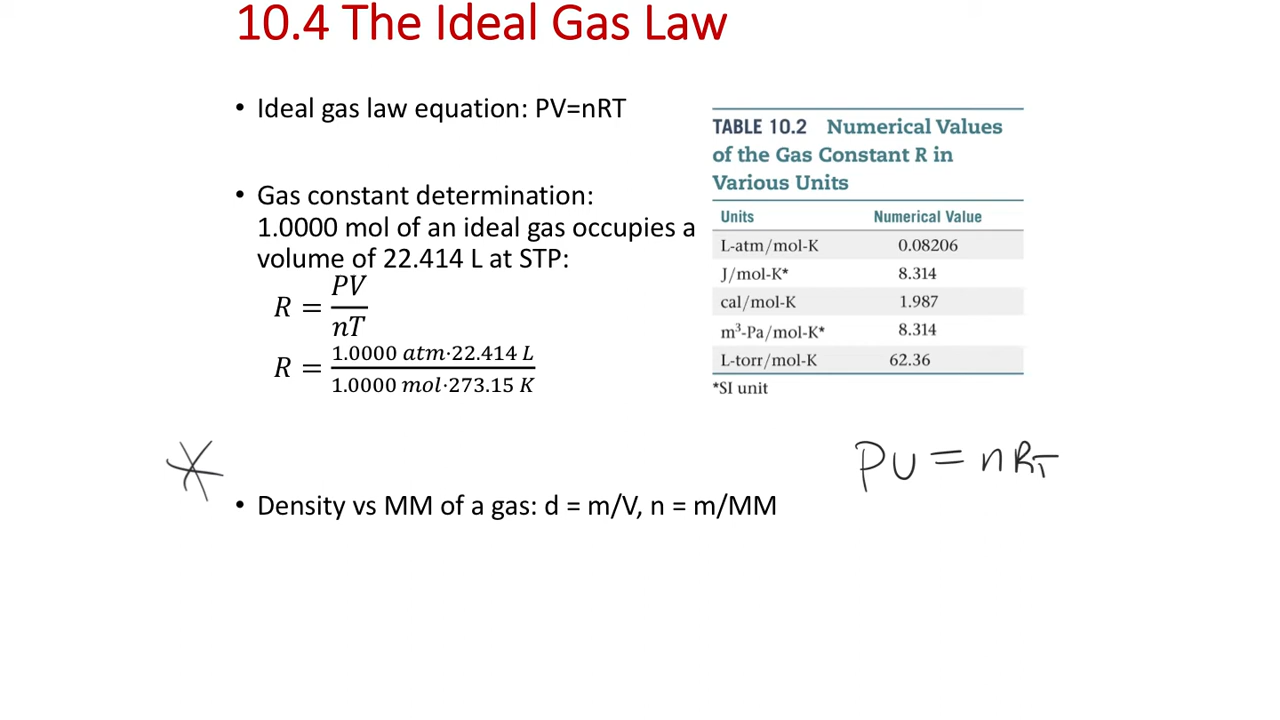 10.4 The Ideal Gas Law
• Ideal gas law equation: PV=nRT
• Gas constant determination:
1.0000 mol of an ideal gas occupies a
volume of 22.414 L at STP:
R = PV/nT
R = 1.0000 atm·22.414 L/1.0000 mol·273.15 K
TABLE 10.2 Numerical Values
of the Gas Constant R in
Various Units
Units Numerical Value
L-atm/mol-K 0.08206
J/mol-K* 8.314
cal/mol-K 1.987
m³-Pa/mol-K* 8.314
L-torr/mol-K 62.36
*SI unit
PV = nRT
• Density vs MM of a gas: d = m/V, n = m/MM